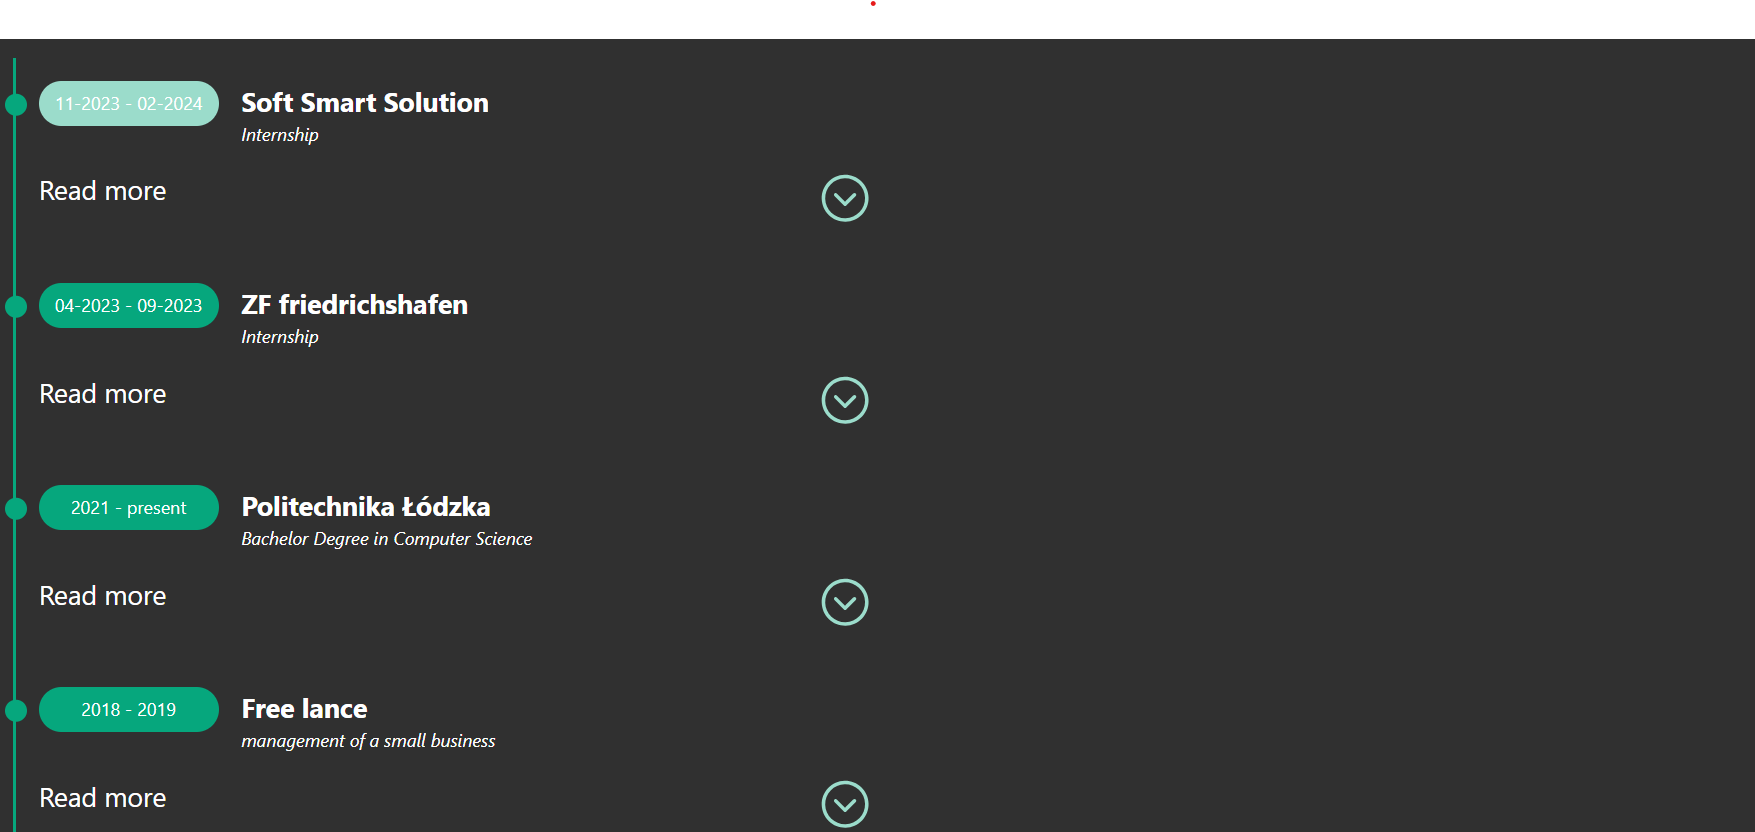 11-2023 - 02-2024
Soft Smart Solution
Internship
Read more
04-2023 - 09-2023
ZF friedrichshafen
Internship
Read more
2021 - present
Politechnika Łódzka
Bachelor Degree in Computer Science
Read more
2018 - 2019
Free lance
management of a small business
Read more